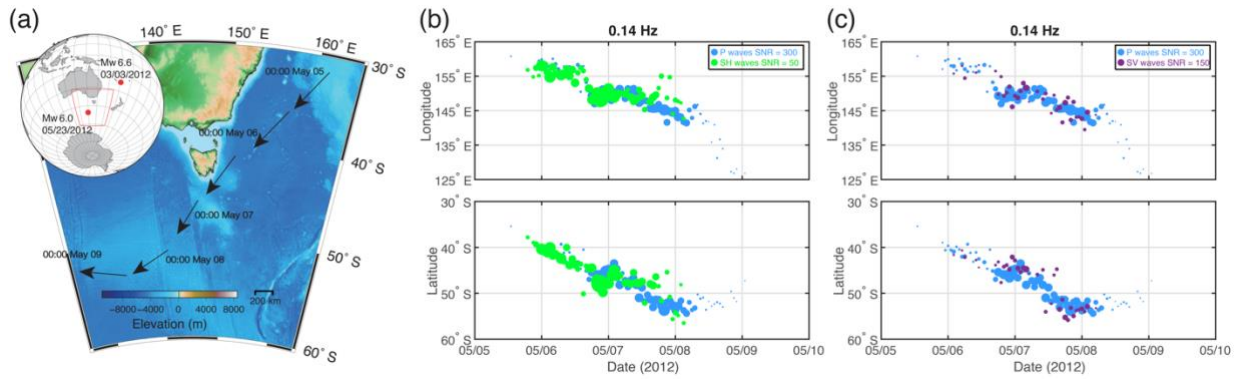 (a)
140° E
150° E
160° E
Mw 6.6
03/03/2012
Mw 6.0
05/23/2012
00:00 May 05
30° S
00:00 May 06
40° S
00:00 May 07
00:00 May 08
00:00 May 09
50° S
−8000−4000 0 4000 8000
Elevation (m)
200 km
60° S
(b)
0.14 Hz
P waves SNR = 300
SH waves SNR = 50
165° E
155° E
145° E
135° E
125° E
Longitude
30° S
40° S
50° S
60° S
Latitude
05/05 05/06 05/07 05/08 05/09 05/10
Date (2012)
(c)
0.14 Hz
P waves SNR = 300
SV waves SNR = 150
165° E
155° E
145° E
135° E
125° E
Longitude
30° S
40° S
50° S
60° S
Latitude
05/05 05/06 05/07 05/08 05/09 05/10
Date (2012)